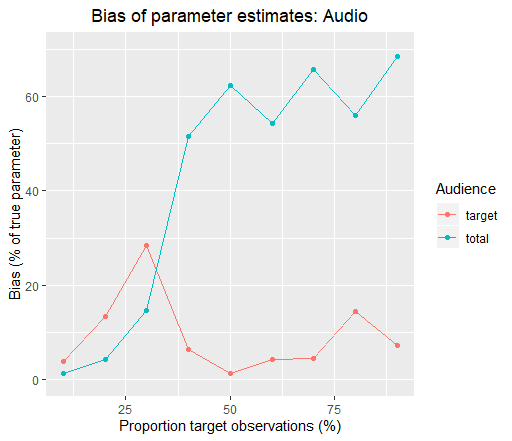 Bias of parameter estimates: Audio
Bias (% of true parameter)
60
40
20
0
25 50 75
Proportion target observations (%)
Audience
target
total